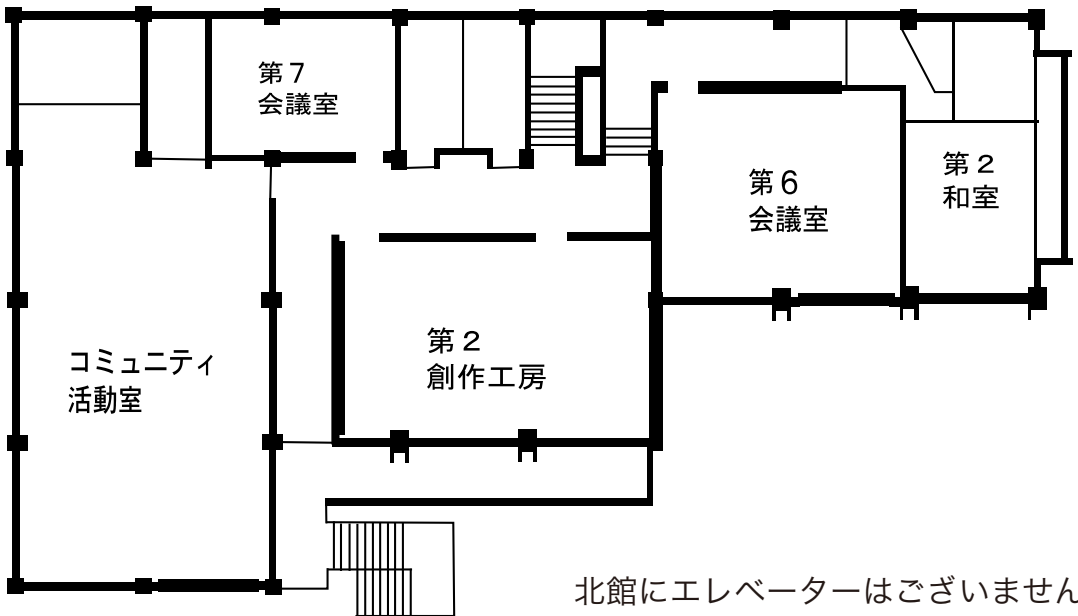 第7
会議室
第6
会議室
第２
和室
第２
創作工房
コミュニティ
活動室
北館にエレベーターはございません